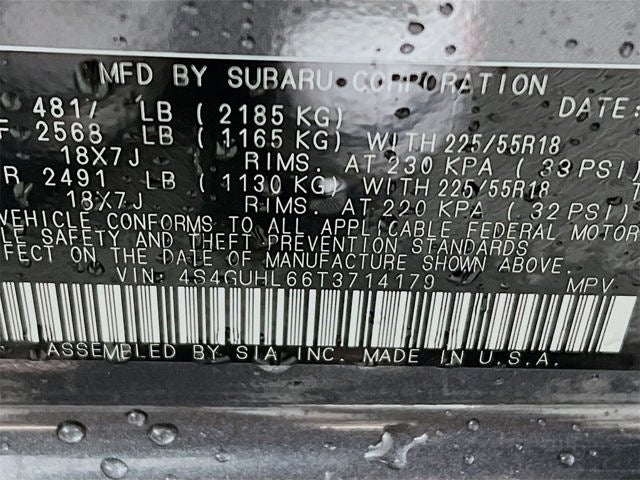 MFD BY SUBARU CORPORATION
4817 LB ( 2185 KG) DATE:
F 2568 LB ( 1165 KG) WITH 225/55R18
18X7J RIMS. AT 230 KPA ( 33 PSI)
R 2491 LB ( 1130 KG) WITH 225/55R18
18X7J RIMS. AT 220 KPA ( 32 PSI)
VEHICLE CONFORMS TO ALL APPLICABLE FEDERAL MOTOR
LE SAFETY AND THEFT PREVENTION STANDARDS
FECT ON THE DATE OF MANUFACTURE SHOWN ABOVE.
VIN: 4S4GUHL66T3714179 MPV
ASSEMBLED BY SIA INC. MADE IN U.S.A.